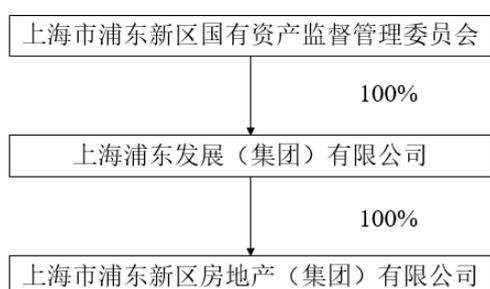 上海市浦东新区国有资产监督管理委员会
100%
上海浦东发展（集团）有限公司
100%
上海市浦东新区房地产（集团）有限公司